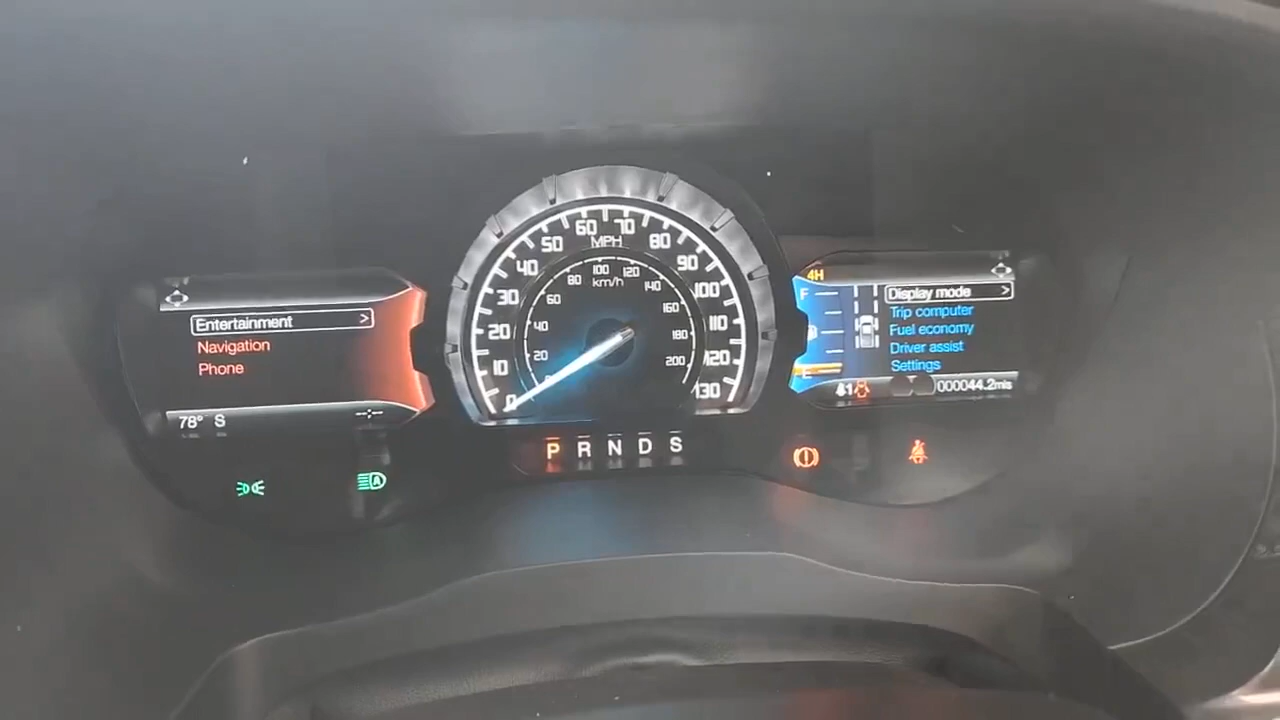 Entertainment >
Navigation
Phone
78° S
--:--
0 10 20 30 40 50 60 70 80 90 100 110 120 130
MPH
0 20 40 60 80 100 120 140 160 180 200
km/h
P R N D S
4H
F
E
Display mode >
Trip computer
Fuel economy
Driver assist
Settings
000044.2mls
A